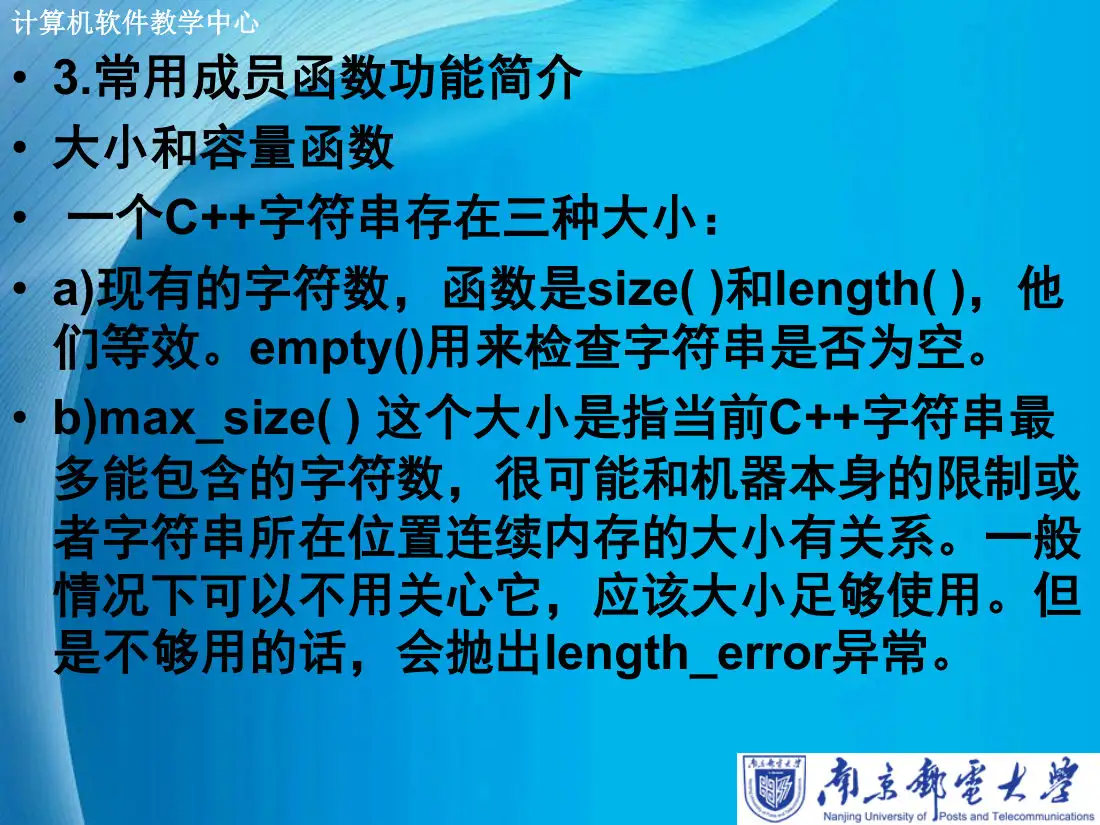 计算机软件教学中心
• 3.常用成员函数功能简介
• 大小和容量函数
• 一个C++字符串存在三种大小：
• a)现有的字符数，函数是size( )和length( )，他
们等效。empty()用来检查字符串是否为空。
• b)max_size( ) 这个大小是指当前C++字符串最
多能包含的字符数，很可能和机器本身的限制或
者字符串所在位置连续内存的大小有关系。一般
情况下可以不用关心它，应该大小足够使用。但
是不够用的话，会抛出length_error异常。
南京郵電大學
Nanjing University of Posts and Telecommunications